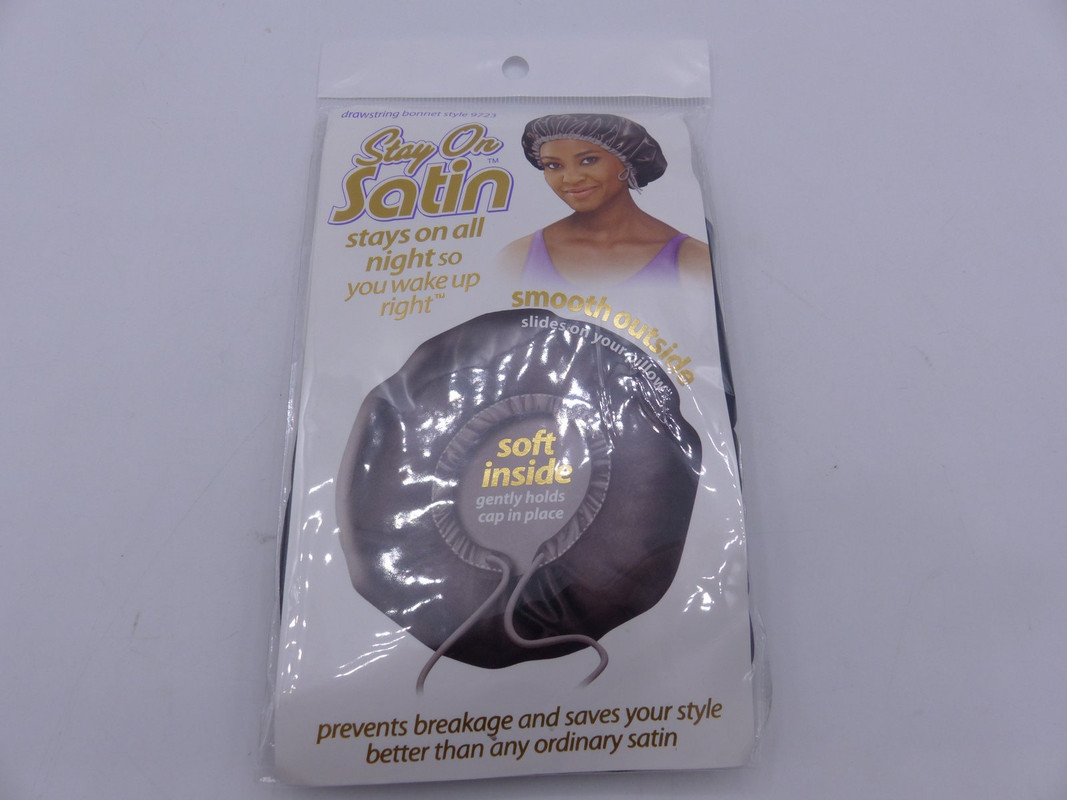 drawstring bonnet style 9723
Stay On
Satin™
stays on all
night so
you wake up
right™
smooth outside
slides on your pillow
soft
inside
gently holds
cap in place
prevents breakage and saves your style
better than any ordinary satin